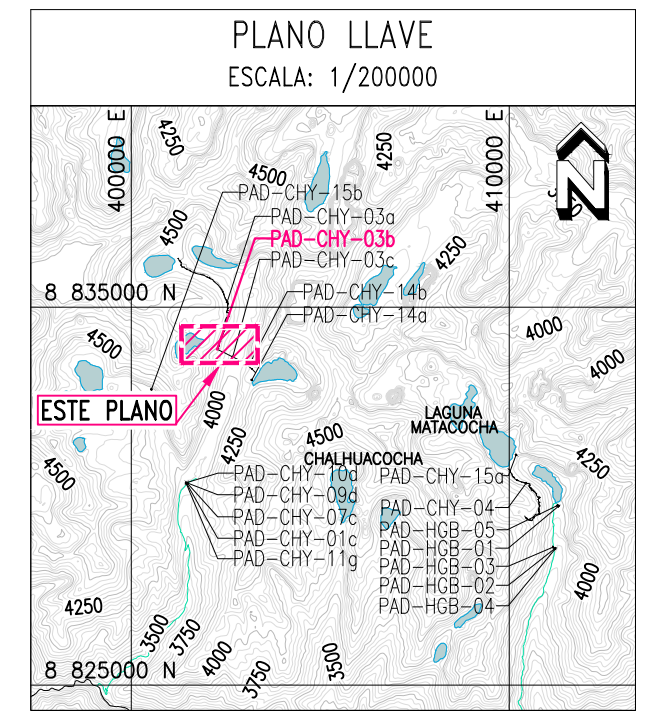 PLANO LLAVE
ESCALA: 1/200000
400000 E
410000 E
N
4250
4500
4250
4500
4250
PAD-CHY-15b
PAD-CHY-03a
PAD-CHY-03b
PAD-CHY-03c
8 835000 N
PAD-CHY-14b
PAD-CHY-14a
4500
4000
4000
ESTE PLANO
4000
4250
4500
LAGUNA
MATACOCHA
CHALHUACOCHA
4500
4250
PAD-CHY-10d
PAD-CHY-09d
PAD-CHY-07c
PAD-CHY-01c
PAD-CHY-11g
PAD-CHY-15a
PAD-CHY-04
PAD-HGB-05
PAD-HGB-01
PAD-HGB-03
PAD-HGB-02
PAD-HGB-04
4000
4250
3500
3750
4000
3750
3500
8 825000 N